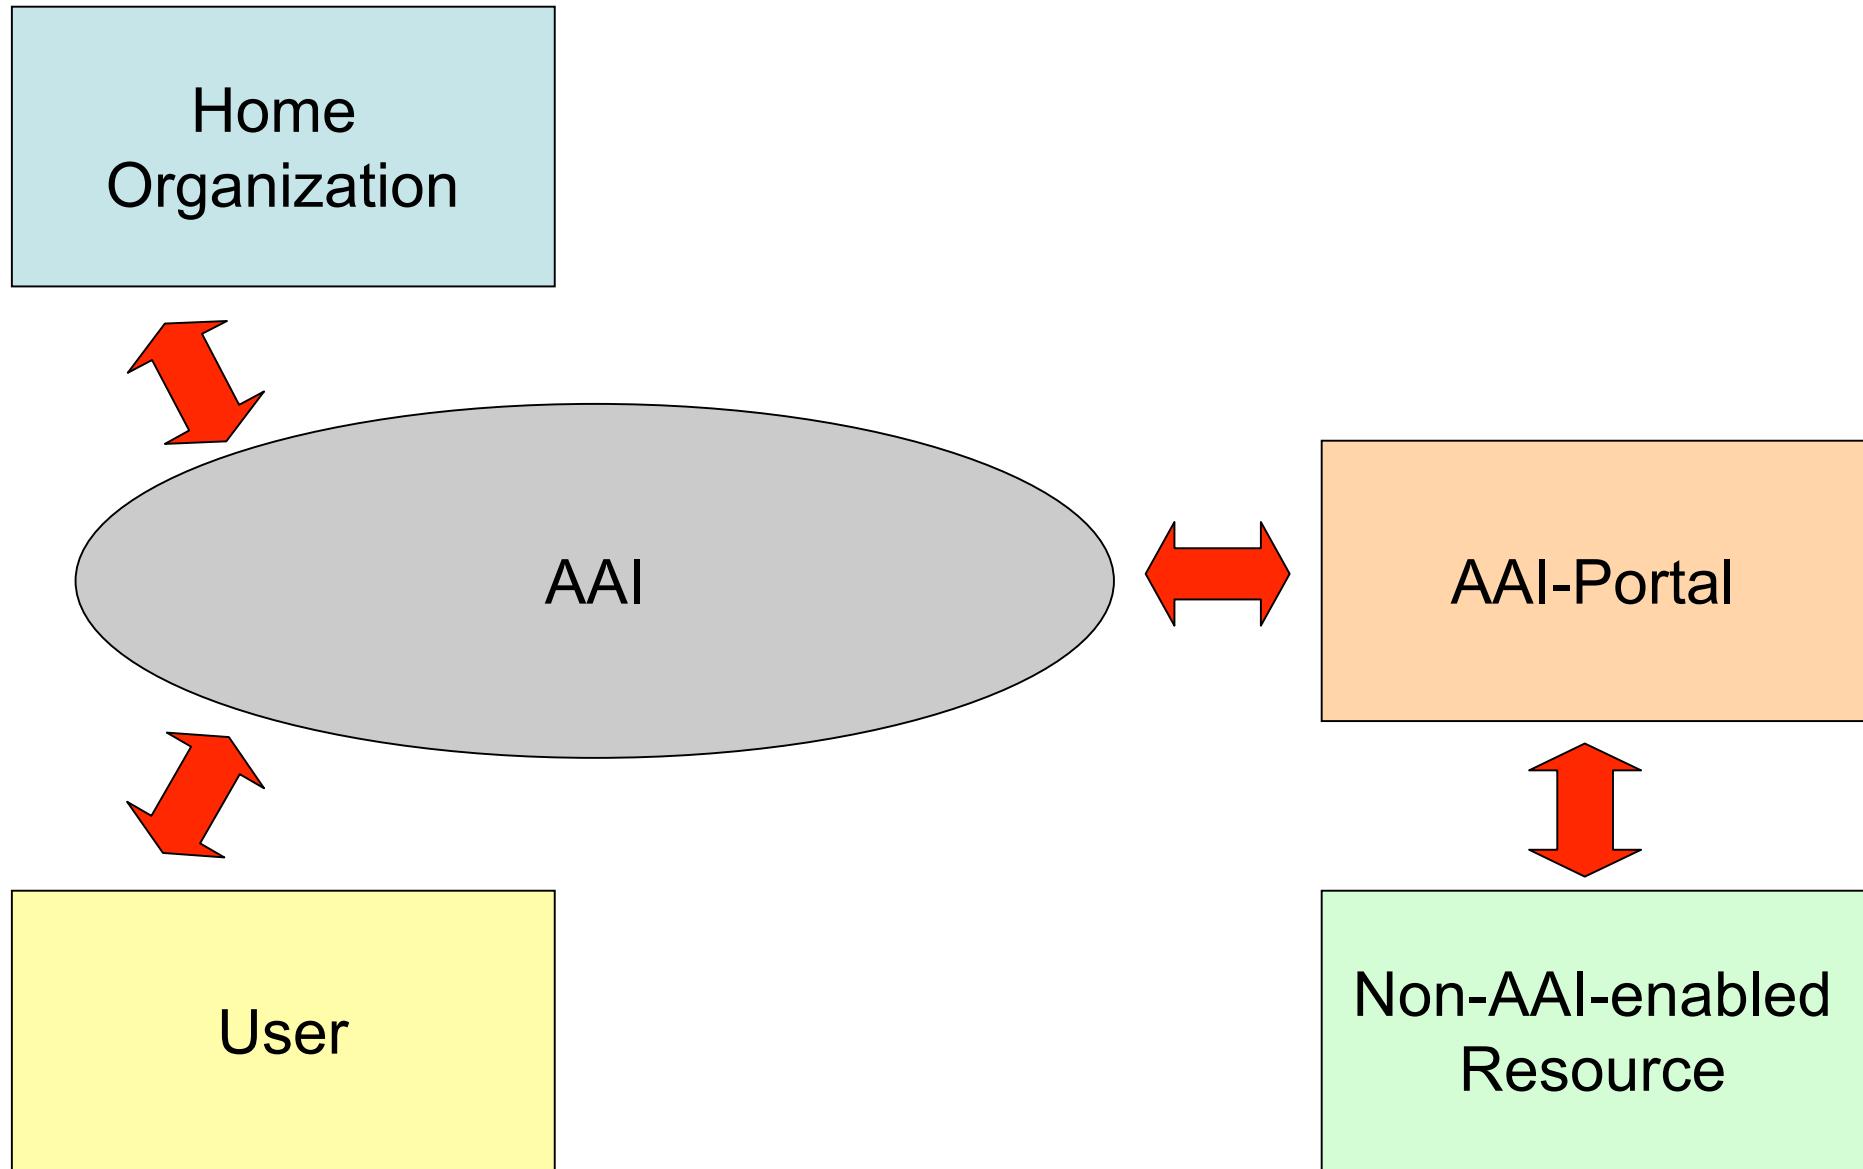 Home
Organization
AAI
AAI-Portal
User
Non-AAI-enabled
Resource